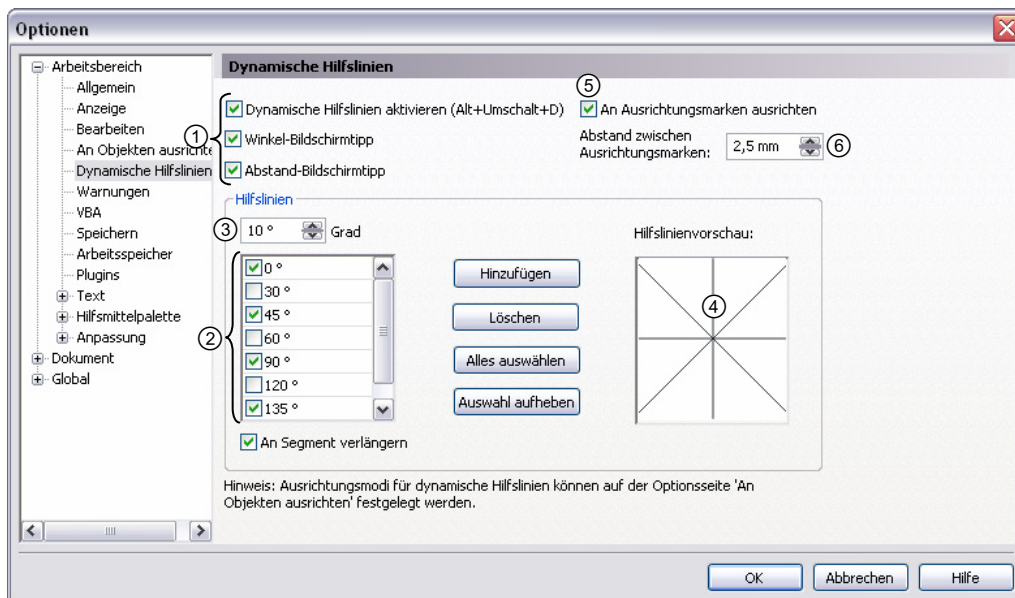 Optionen
Arbeitsbereich
Allgemein
Anzeige
Bearbeiten
An Objekten ausrichte
Dynamische Hilfslinien
Warnungen
VBA
Speichern
Arbeitsspeicher
Plugins
Text
Hilfsmittelpalette
Anpassung
Dokument
Global
Dynamische Hilfslinien
1
Dynamische Hilfslinien aktivieren (Alt+Umschalt+D)
Winkel-Bildschirmtipp
Abstand-Bildschirmtipp
5
An Ausrichtungsmarken ausrichten
Abstand zwischen
Ausrichtungsmarken:
2,5 mm
6
Hilfslinien
3
10 °
Grad
2
0 °
30 °
45 °
60 °
90 °
120 °
135 °
Hinzufügen
Löschen
Alles auswählen
Auswahl aufheben
Hilfslinienvorschau:
4
An Segment verlängern
Hinweis: Ausrichtungsmodi für dynamische Hilfslinien können auf der Optionsseite 'An
Objekten ausrichten' festgelegt werden.
OK
Abbrechen
Hilfe